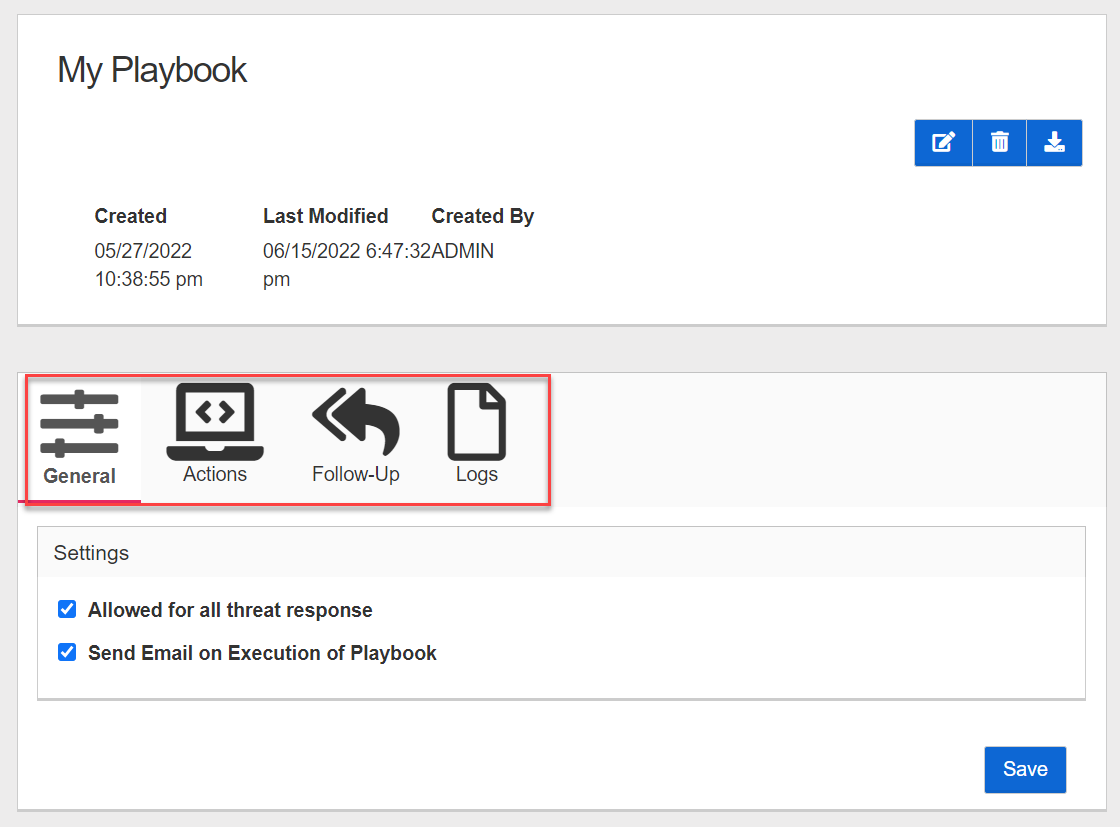 My Playbook
Created Last Modified Created By
05/27/2022 06/15/2022 6:47:32ADMIN
10:38:55 pm pm
General Actions Follow-Up Logs
Settings
Allowed for all threat response
Send Email on Execution of Playbook
Save